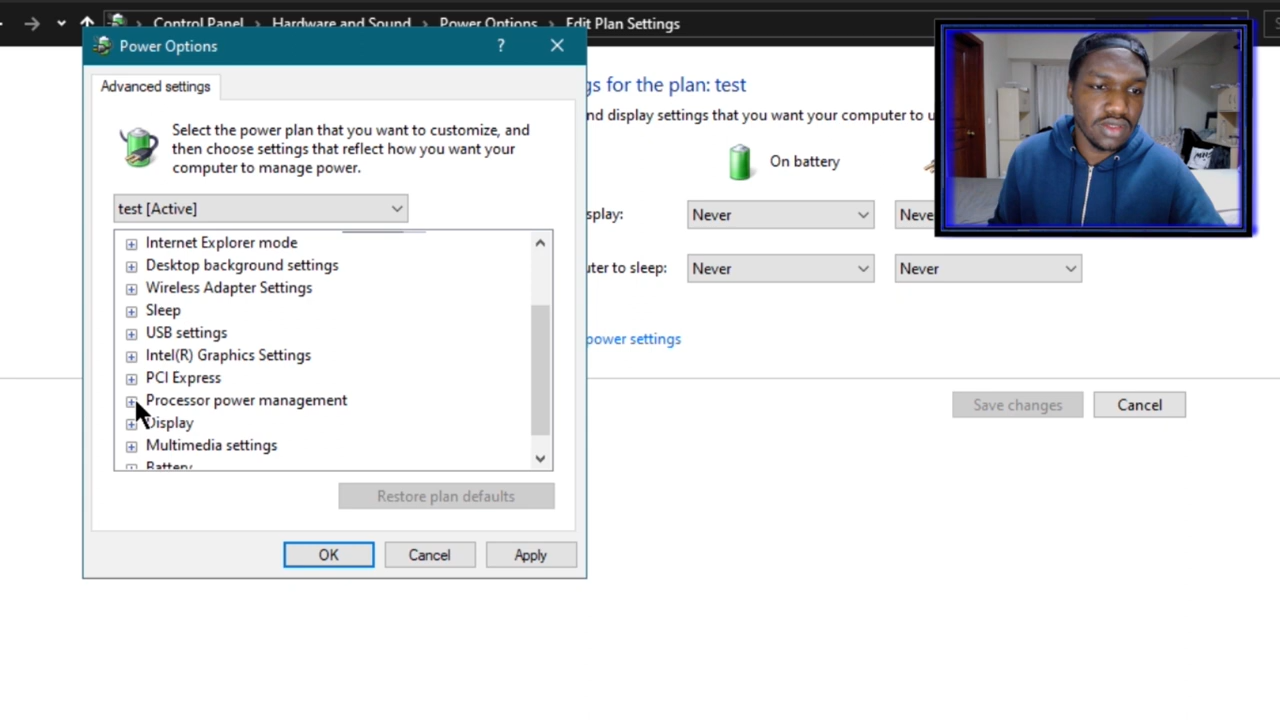 Control Panel > Hardware and Sound > Power Options > Edit Plan Settings
Power Options
?
Advanced settings
Select the power plan that you want to customize, and
then choose settings that reflect how you want your
computer to manage power.
test [Active]
Internet Explorer mode
Desktop background settings
Wireless Adapter Settings
Sleep
USB settings
Intel(R) Graphics Settings
PCI Express
Processor power management
Display
Multimedia settings
Battery
Restore plan defaults
OK
Cancel
Apply
gs for the plan: test
nd display settings that you want your computer to u
On battery
splay:
Never
Neve
uter to sleep:
Never
Never
power settings
Save changes
Cancel